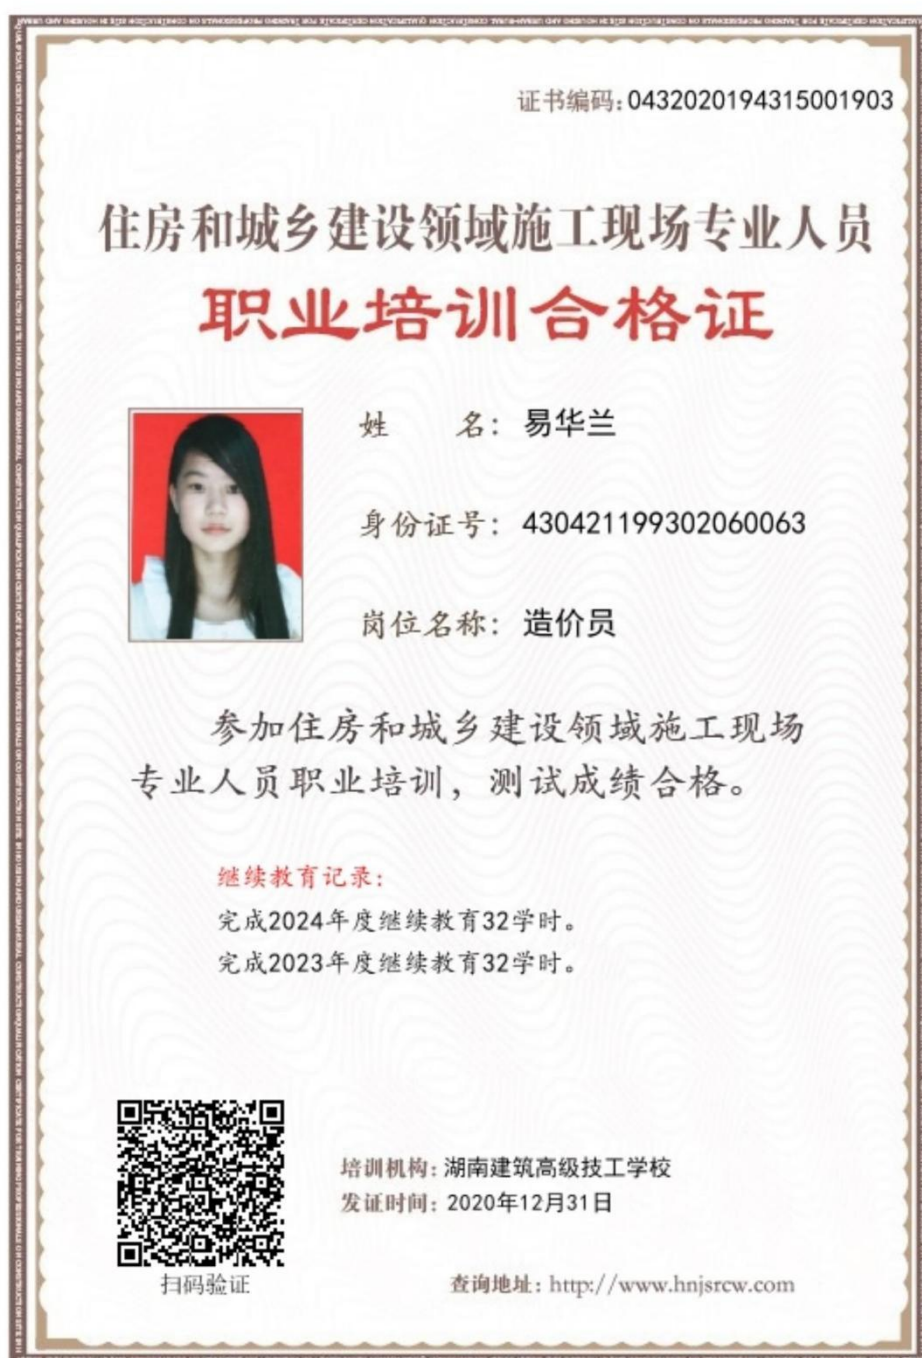 证书编码:0432020194315001903
住房和城乡建设领域施工现场专业人员
职业培训合格证
姓 名: 易华兰
身份证号: 430421199302060063
岗位名称: 造价员
参加住房和城乡建设领域施工现场
专业人员职业培训，测试成绩合格。
继续教育记录:
完成2024年度继续教育32学时。
完成2023年度继续教育32学时。
培训机构: 湖南建筑高级技工学校
发证时间: 2020年12月31日
扫码验证
查询地址: http://www.hnjsrcw.com